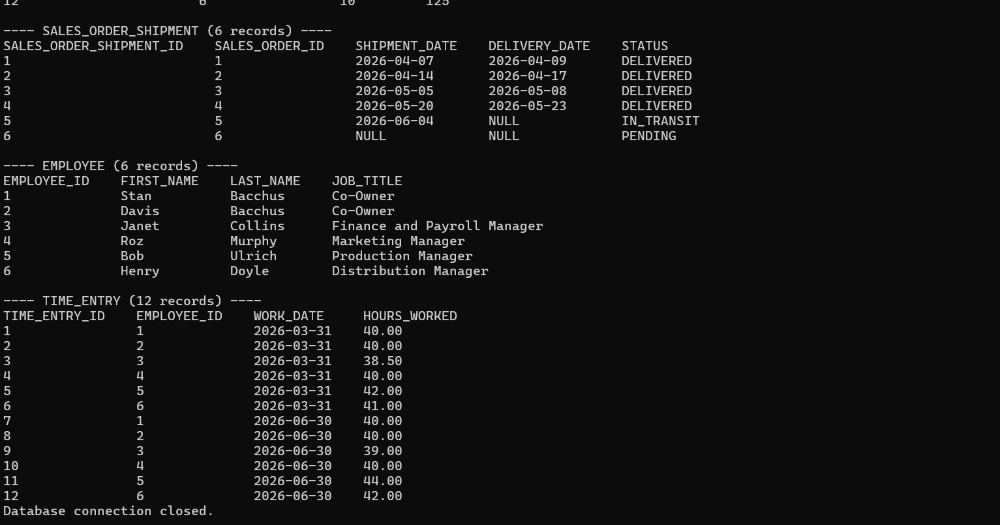 12                        6                 10         125
---- SALES_ORDER_SHIPMENT (6 records) ----
SALES_ORDER_SHIPMENT_ID    SALES_ORDER_ID    SHIPMENT_DATE    DELIVERY_DATE    STATUS
1                          1                 2026-04-07       2026-04-09       DELIVERED
2                          2                 2026-04-14       2026-04-17       DELIVERED
3                          3                 2026-05-05       2026-05-08       DELIVERED
4                          4                 2026-05-20       2026-05-23       DELIVERED
5                          5                 2026-06-04       NULL             IN_TRANSIT
6                          6                 NULL             NULL             PENDING
---- EMPLOYEE (6 records) ----
EMPLOYEE_ID    FIRST_NAME    LAST_NAME    JOB_TITLE
1              Stan          Bacchus      Co-Owner
2              Davis         Bacchus      Co-Owner
3              Janet         Collins      Finance and Payroll Manager
4              Roz           Murphy       Marketing Manager
5              Bob           Ulrich       Production Manager
6              Henry         Doyle        Distribution Manager
---- TIME_ENTRY (12 records) ----
TIME_ENTRY_ID    EMPLOYEE_ID    WORK_DATE     HOURS_WORKED
1                1              2026-03-31    40.00
2                2              2026-03-31    40.00
3                3              2026-03-31    38.50
4                4              2026-03-31    40.00
5                5              2026-03-31    42.00
6                6              2026-03-31    41.00
7                1              2026-06-30    40.00
8                2              2026-06-30    40.00
9                3              2026-06-30    39.00
10               4              2026-06-30    40.00
11               5              2026-06-30    44.00
12               6              2026-06-30    42.00
Database connection closed.